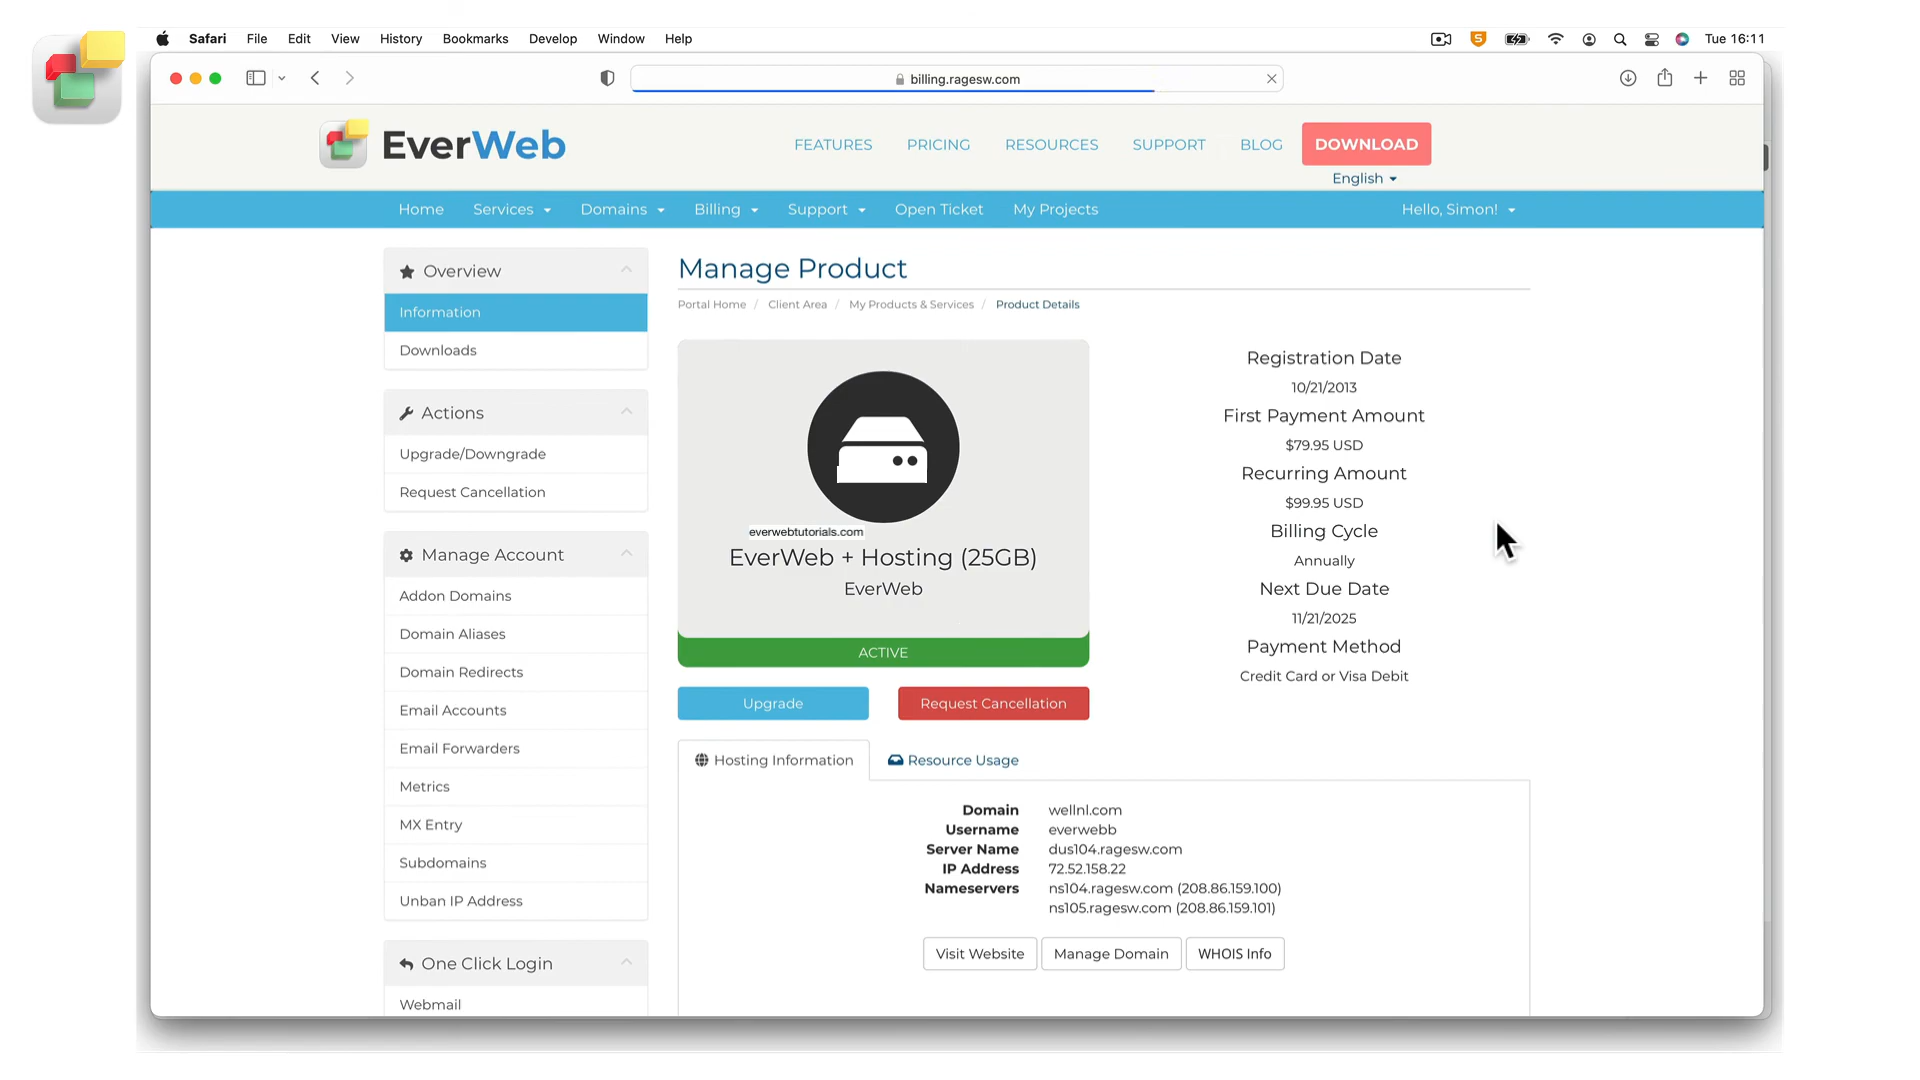 Safari File Edit View History Bookmarks Develop Window Help
Tue 16:11
billing.ragesw.com
EverWeb
FEATURES PRICING RESOURCES SUPPORT BLOG DOWNLOAD
English
Home Services Domains Billing Support Open Ticket My Projects Hello, Simon!
Overview
Information
Downloads
Actions
Upgrade/Downgrade
Request Cancellation
Manage Account
Addon Domains
Domain Aliases
Domain Redirects
Email Accounts
Email Forwarders
Metrics
MX Entry
Subdomains
Unban IP Address
One Click Login
Webmail
Manage Product
Portal Home / Client Area / My Products & Services / Product Details
everwebtutorials.com
EverWeb + Hosting (25GB)
EverWeb
ACTIVE
Upgrade
Request Cancellation
Registration Date
10/21/2013
First Payment Amount
$79.95 USD
Recurring Amount
$99.95 USD
Billing Cycle
Annually
Next Due Date
11/21/2025
Payment Method
Credit Card or Visa Debit
Hosting Information
Resource Usage
Domain wellnl.com
Username everwebb
Server Name dus104.ragesw.com
IP Address 72.52.158.22
Nameservers ns104.ragesw.com (208.86.159.100)
ns105.ragesw.com (208.86.159.101)
Visit Website Manage Domain WHOIS Info